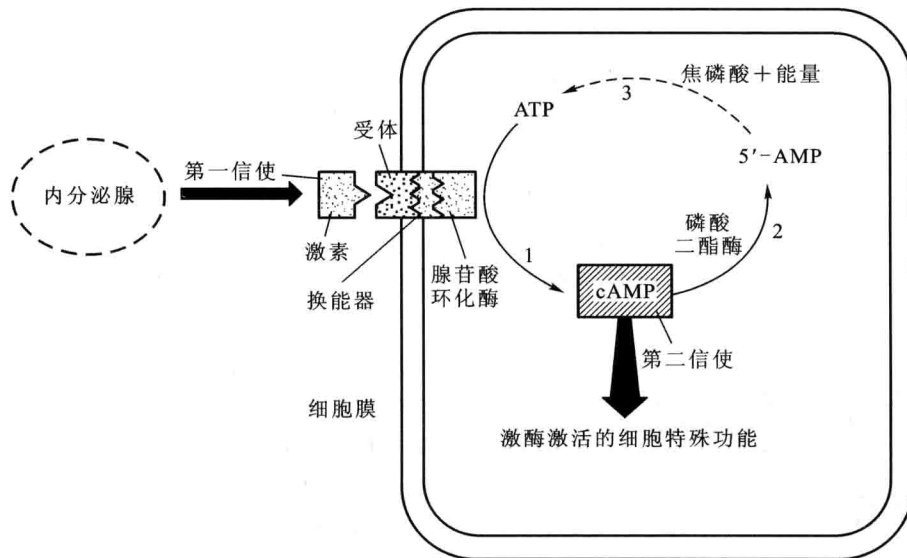 焦磷酸＋能量
3
ATP
受体
5′-AMP
第一信使
内分泌腺
磷酸
二酯酶
2
激素
1
腺苷酸
环化酶
cAMP
换能器
第二信使
细胞膜
激酶激活的细胞特殊功能